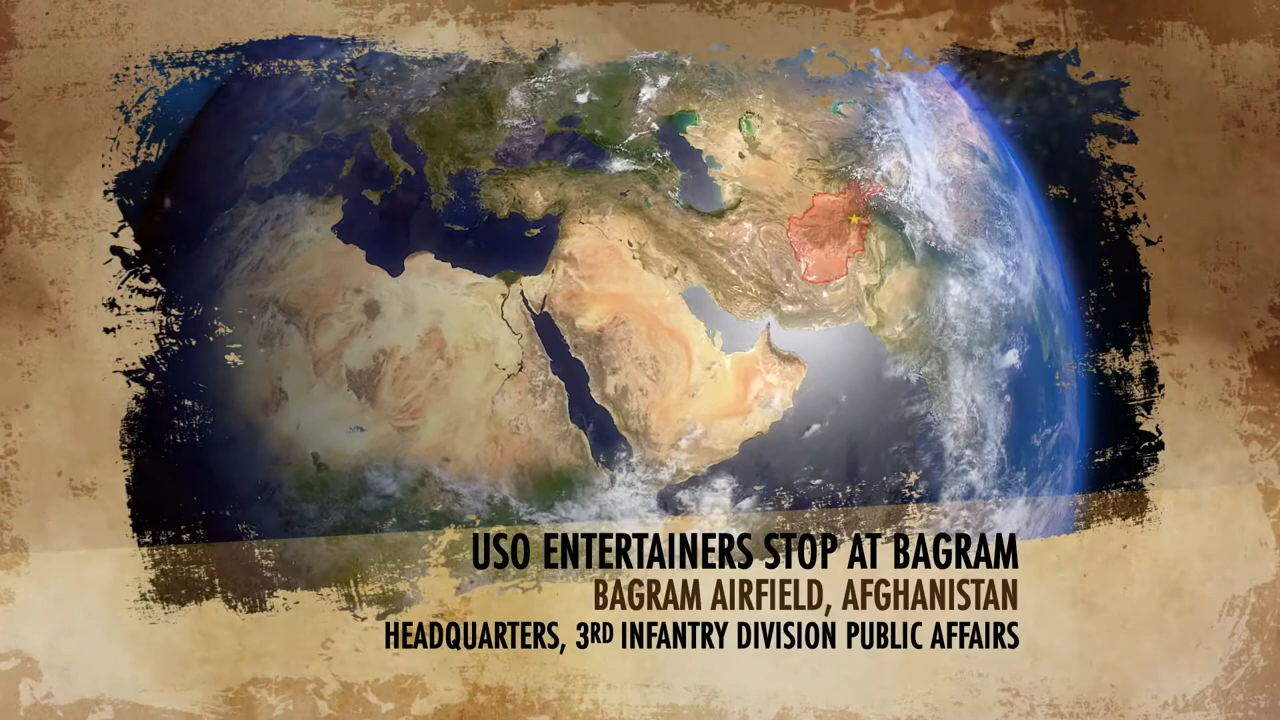 USO ENTERTAINERS STOP AT BAGRAM
BAGRAM AIRFIELD, AFGHANISTAN
HEADQUARTERS, 3RD INFANTRY DIVISION PUBLIC AFFAIRS